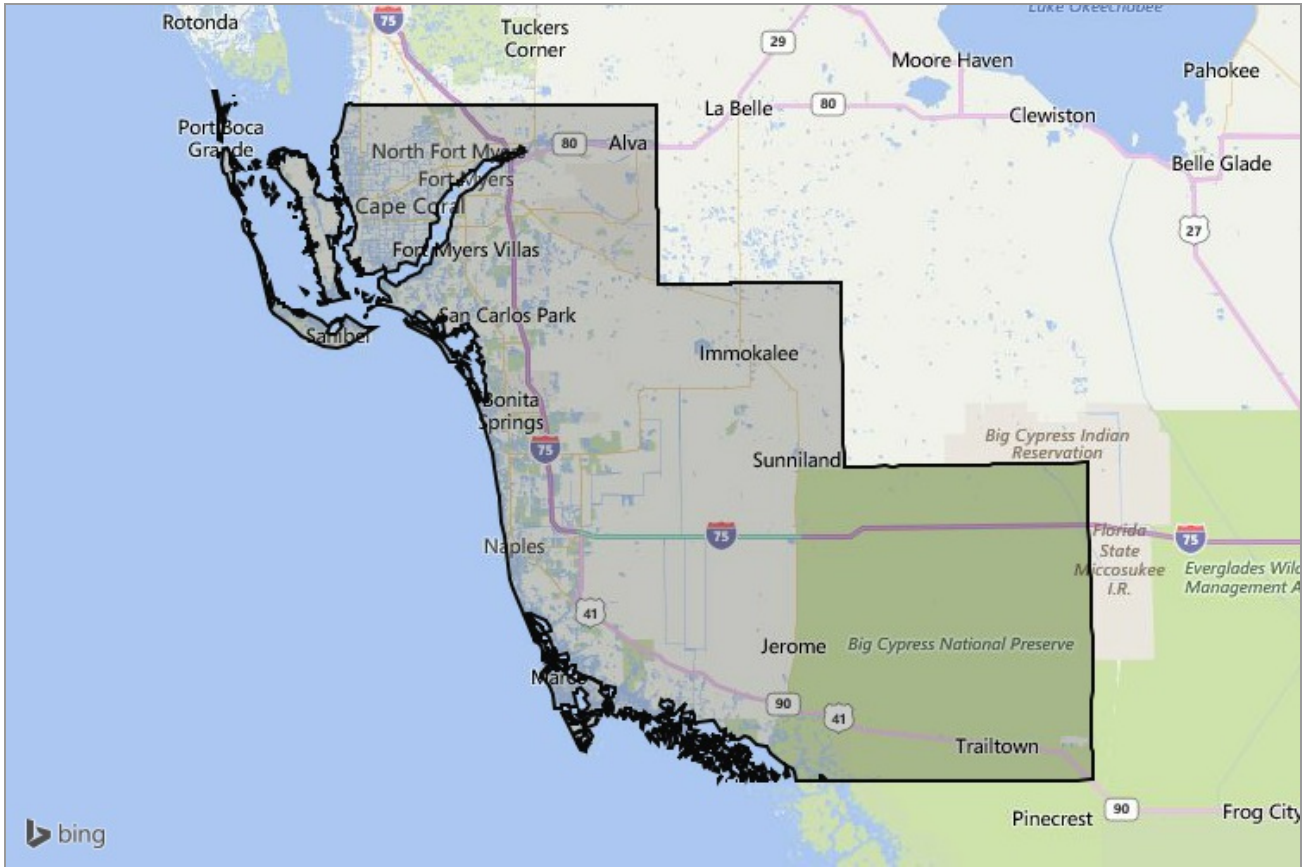 Lake Okeechobee
Rotonda
75
Tuckers
Corner
29
Moore Haven
Pahokee
La Belle
80
Clewiston
Port Boca
Grande
North Fort Myers
80
Alva
Belle Glade
Fort Myers
Cape Coral
27
Fort Myers Villas
San Carlos Park
Sanibel
Immokalee
Bonita
Springs
Big Cypress Indian
Reservation
75
Sunniland
Naples
75
Florida
State
Miccosukee
I.R.
75
Everglades Wild
Management A
41
Jerome
Big Cypress National Preserve
Marco
90
41
Trailtown
Pinecrest
90
Frog City
bing